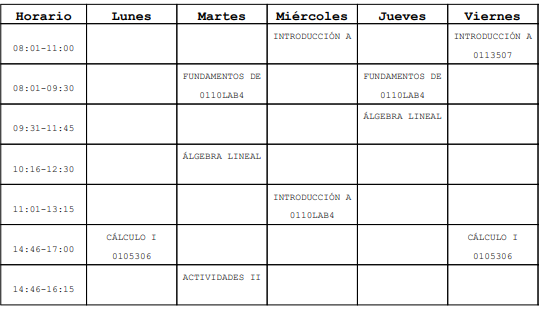 Horario Lunes Martes Miércoles Jueves Viernes
08:01-11:00 INTRODUCCIÓN A INTRODUCCIÓN A
0113507
08:01-09:30 FUNDAMENTOS DE FUNDAMENTOS DE
0110LAB4 0110LAB4
09:31-11:45 ÁLGEBRA LINEAL
10:16-12:30 ÁLGEBRA LINEAL
11:01-13:15 INTRODUCCIÓN A
0110LAB4
14:46-17:00 CÁLCULO I CÁLCULO I
0105306 0105306
14:46-16:15 ACTIVIDADES II